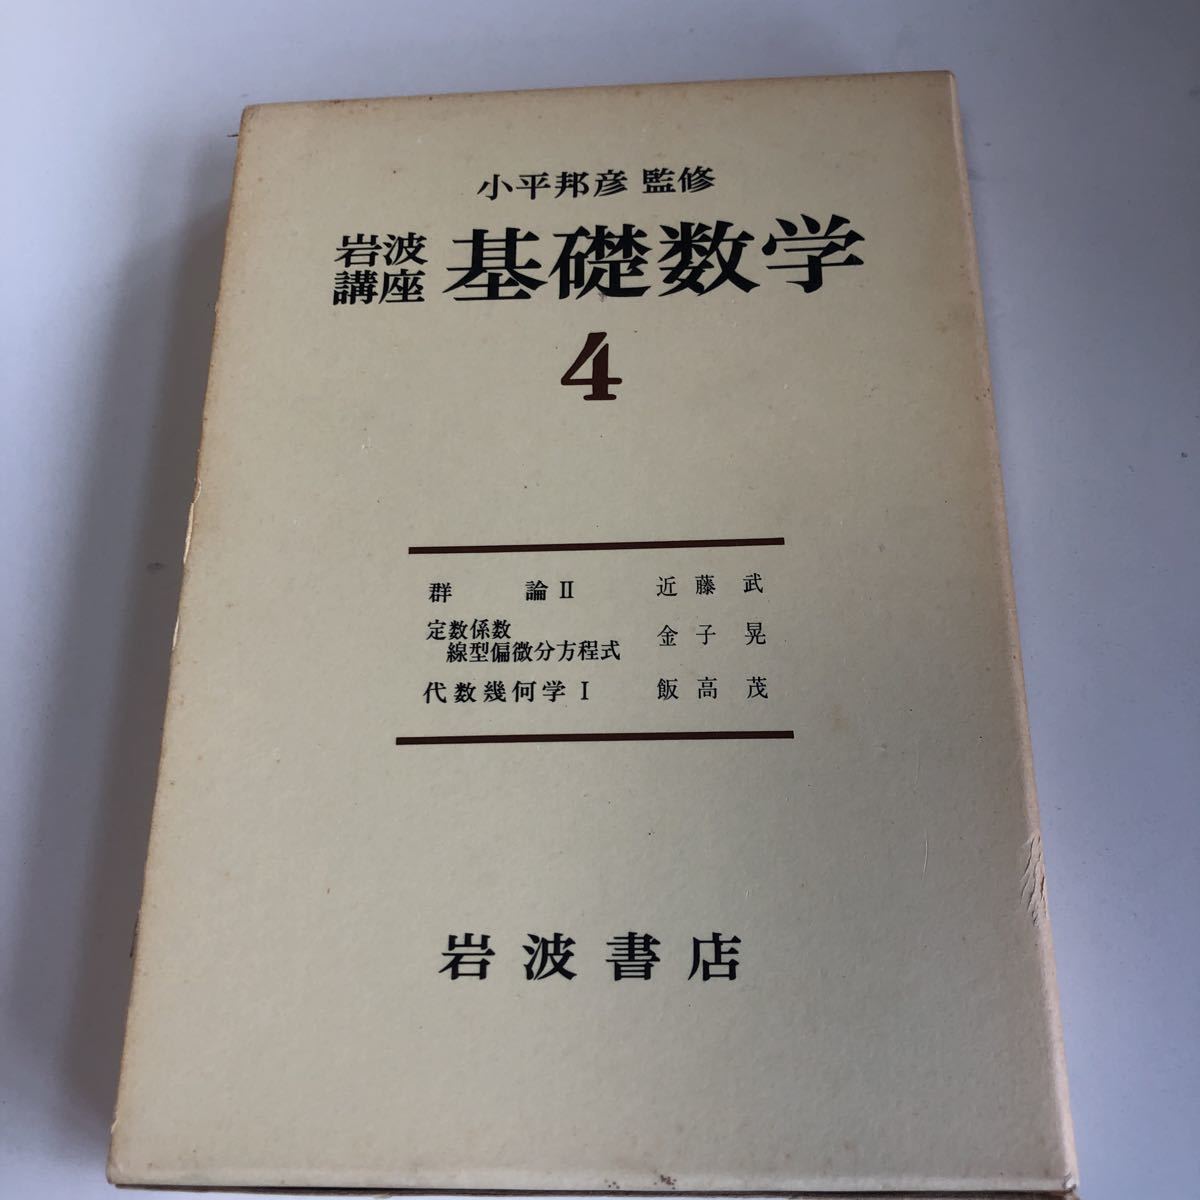 小平邦彦 監修
岩波講座 基礎数学
4
群論 II 近藤武
定数係数
線型偏微分方程式 金子晃
代数幾何学 I 飯高茂
岩波書店